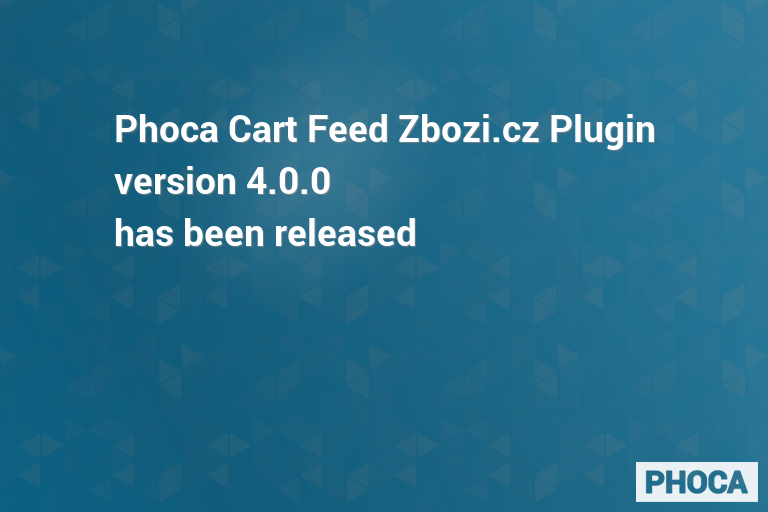 Phoca Cart Feed Zbozi.cz Plugin
version 4.0.0
has been released
PHOCA